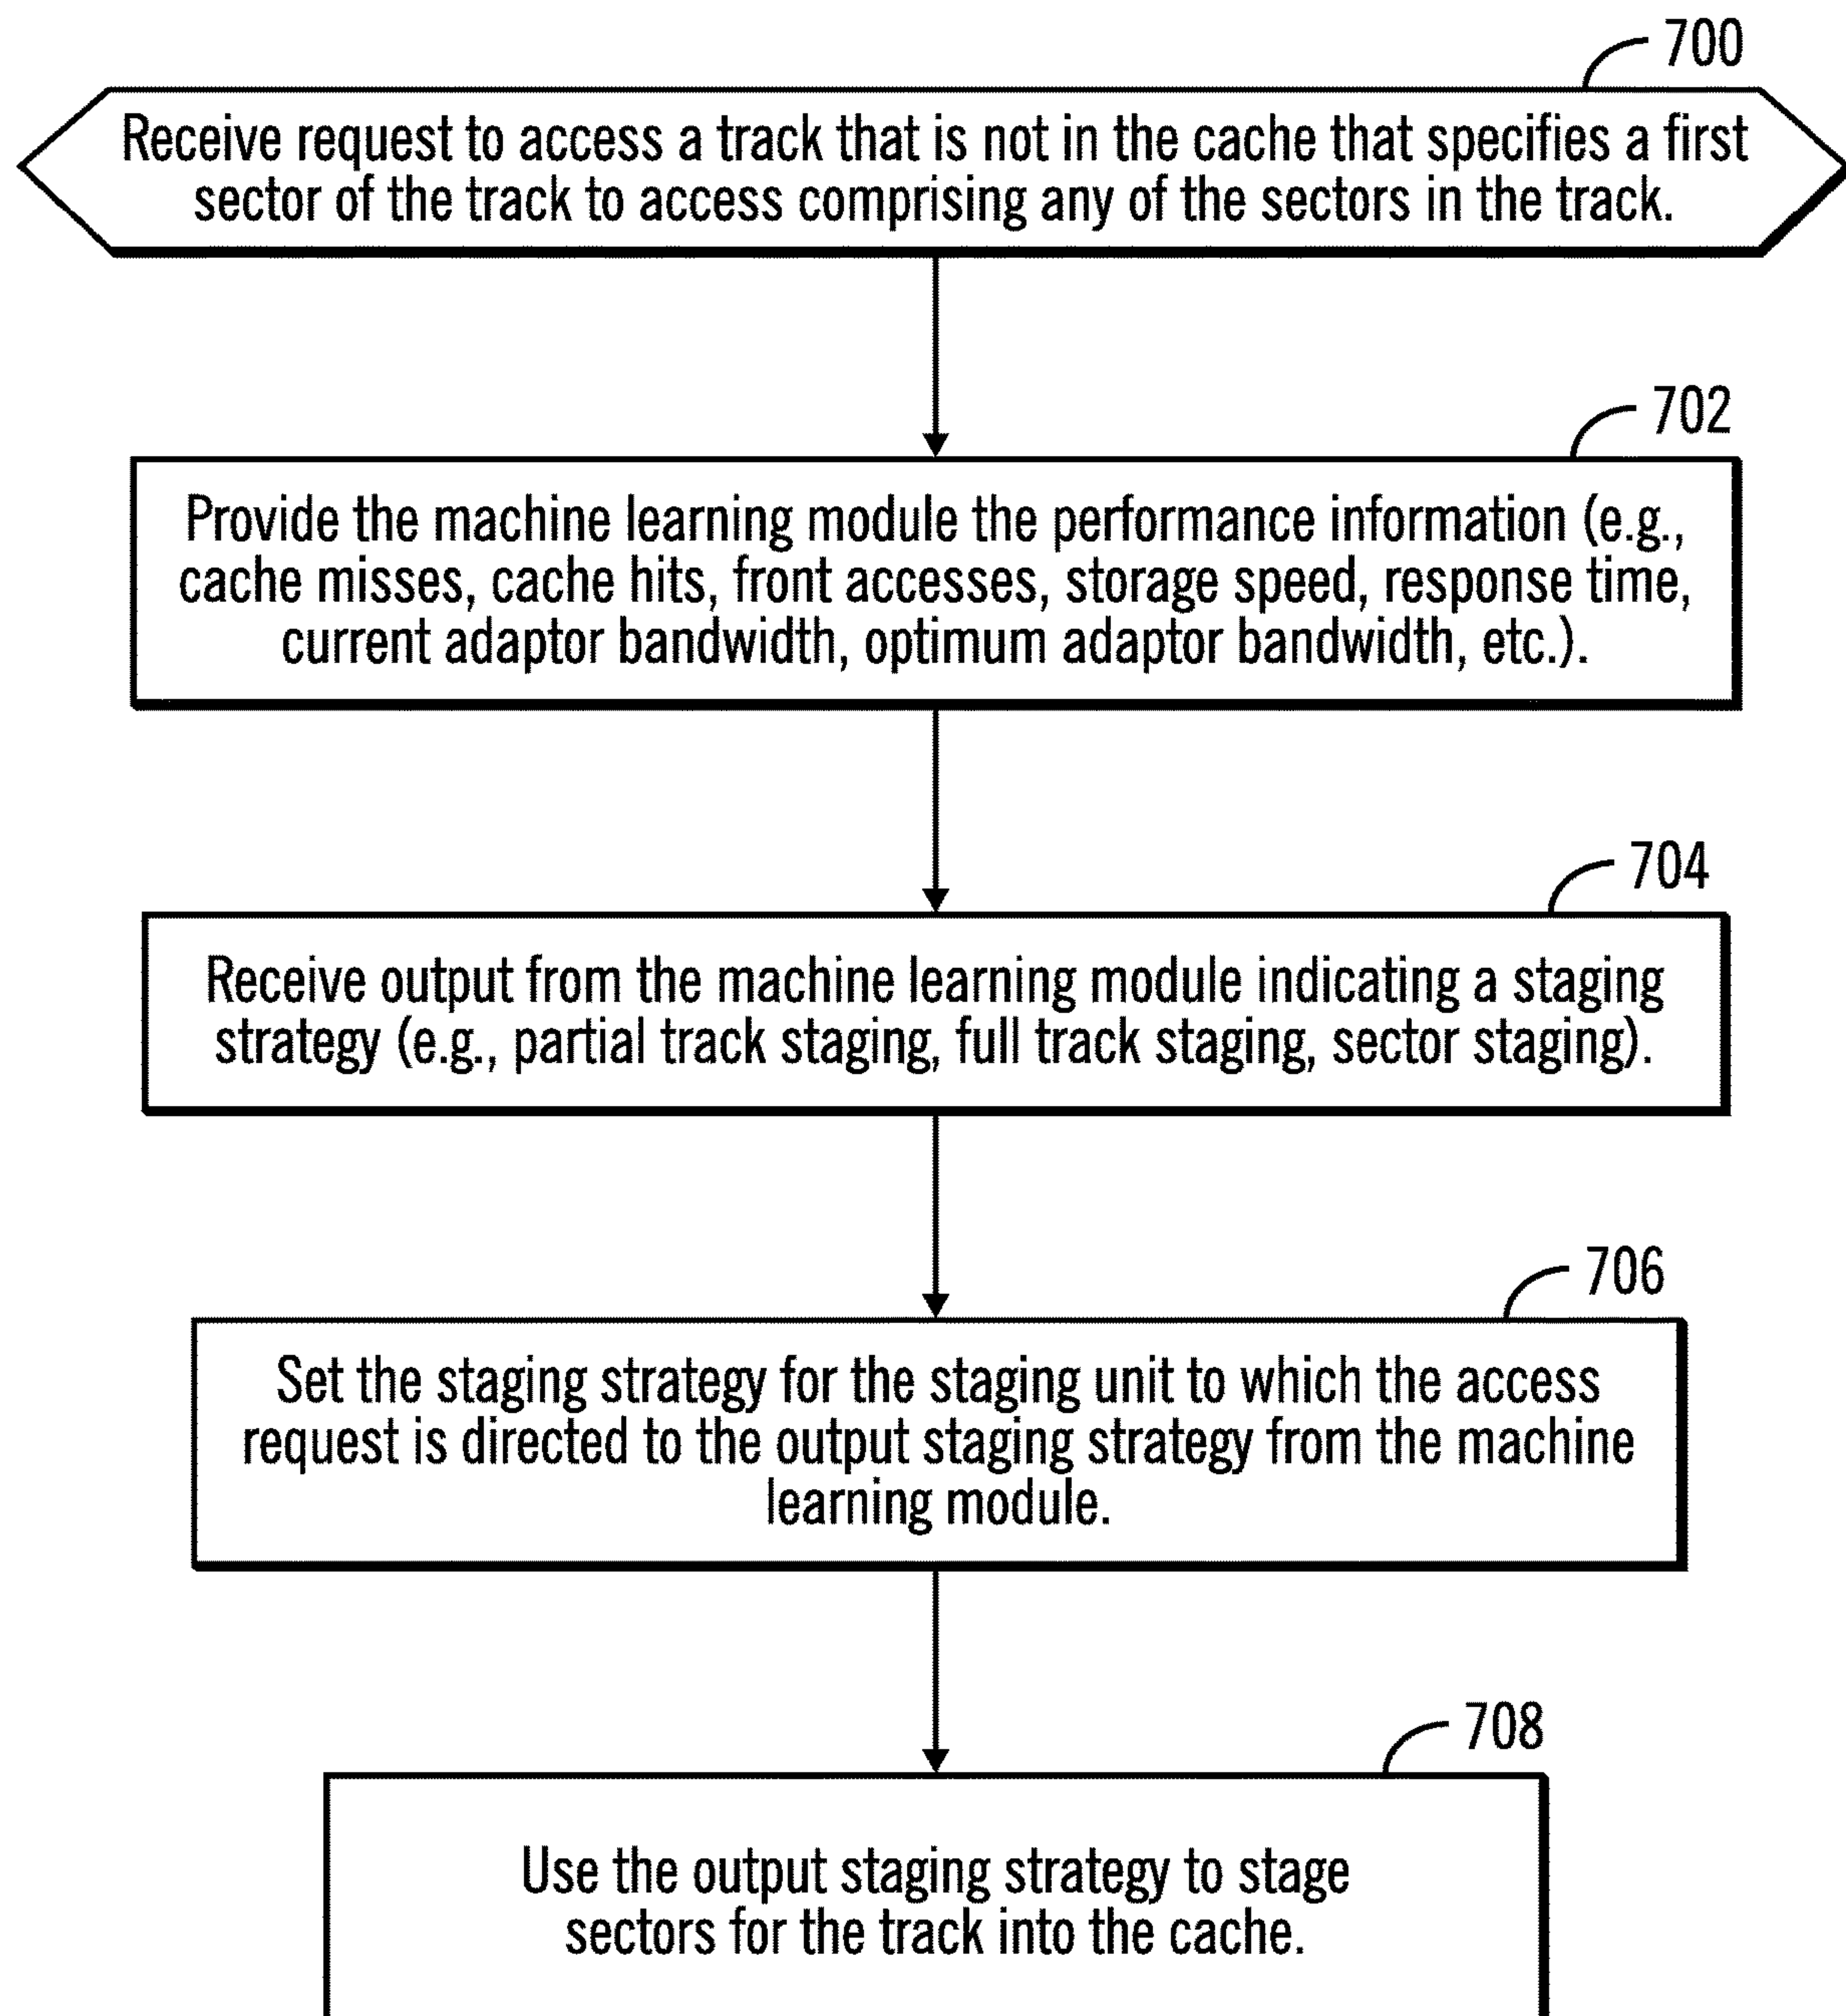 700
Receive request to access a track that is not in the cache that specifies a first
sector of the track to access comprising any of the sectors in the track.
702
Provide the machine learning module the performance information (e.g.,
cache misses, cache hits, front accesses, storage speed, response time,
current adaptor bandwidth, optimum adaptor bandwidth, etc.).
704
Receive output from the machine learning module indicating a staging
strategy (e.g., partial track staging, full track staging, sector staging).
706
Set the staging strategy for the staging unit to which the access
request is directed to the output staging strategy from the machine
learning module.
708
Use the output staging strategy to stage
sectors for the track into the cache.